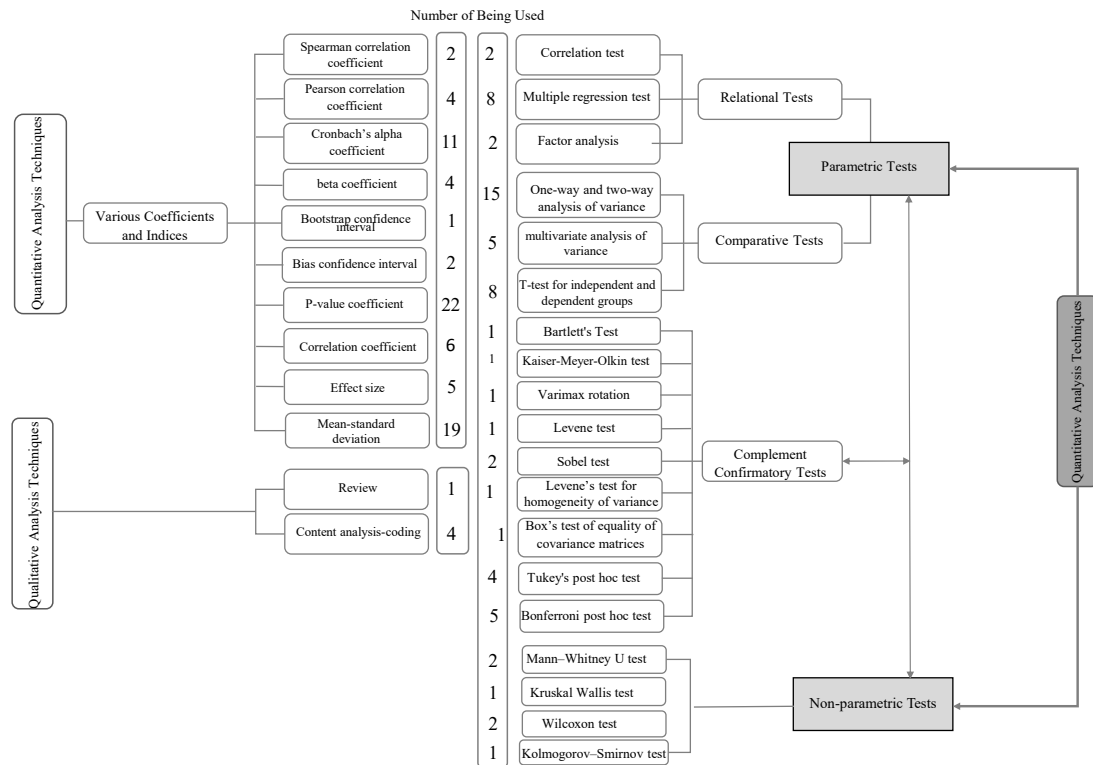 Number of Being Used
Quantitative Analysis Techniques
Various Coefficients
and Indices
Spearman correlation
coefficient
2
Pearson correlation
coefficient
4
Cronbach's alpha
coefficient
11
beta coefficient
4
Bootstrap confidence
interval
1
Bias confidence interval
2
P-value coefficient
22
Correlation coefficient
6
Effect size
5
Mean-standard
deviation
19
Qualitative Analysis Techniques
Review
1
Content analysis-coding
4
2
Correlation test
8
Multiple regression test
2
Factor analysis
Relational Tests
15
One-way and two-way
analysis of variance
5
multivariate analysis of
variance
8
T-test for independent and
dependent groups
Comparative Tests
Parametric Tests
1
Bartlett's Test
1
Kaiser-Meyer-Olkin test
1
Varimax rotation
1
Levene test
2
Sobel test
1
Levene's test for
homogeneity of variance
1
Box's test of equality of
covariance matrices
4
Tukey's post hoc test
5
Bonferroni post hoc test
Complement
Confirmatory Tests
2
Mann–Whitney U test
1
Kruskal Wallis test
2
Wilcoxon test
1
Kolmogorov–Smirnov test
Non-parametric Tests
Quantitative Analysis Techniques